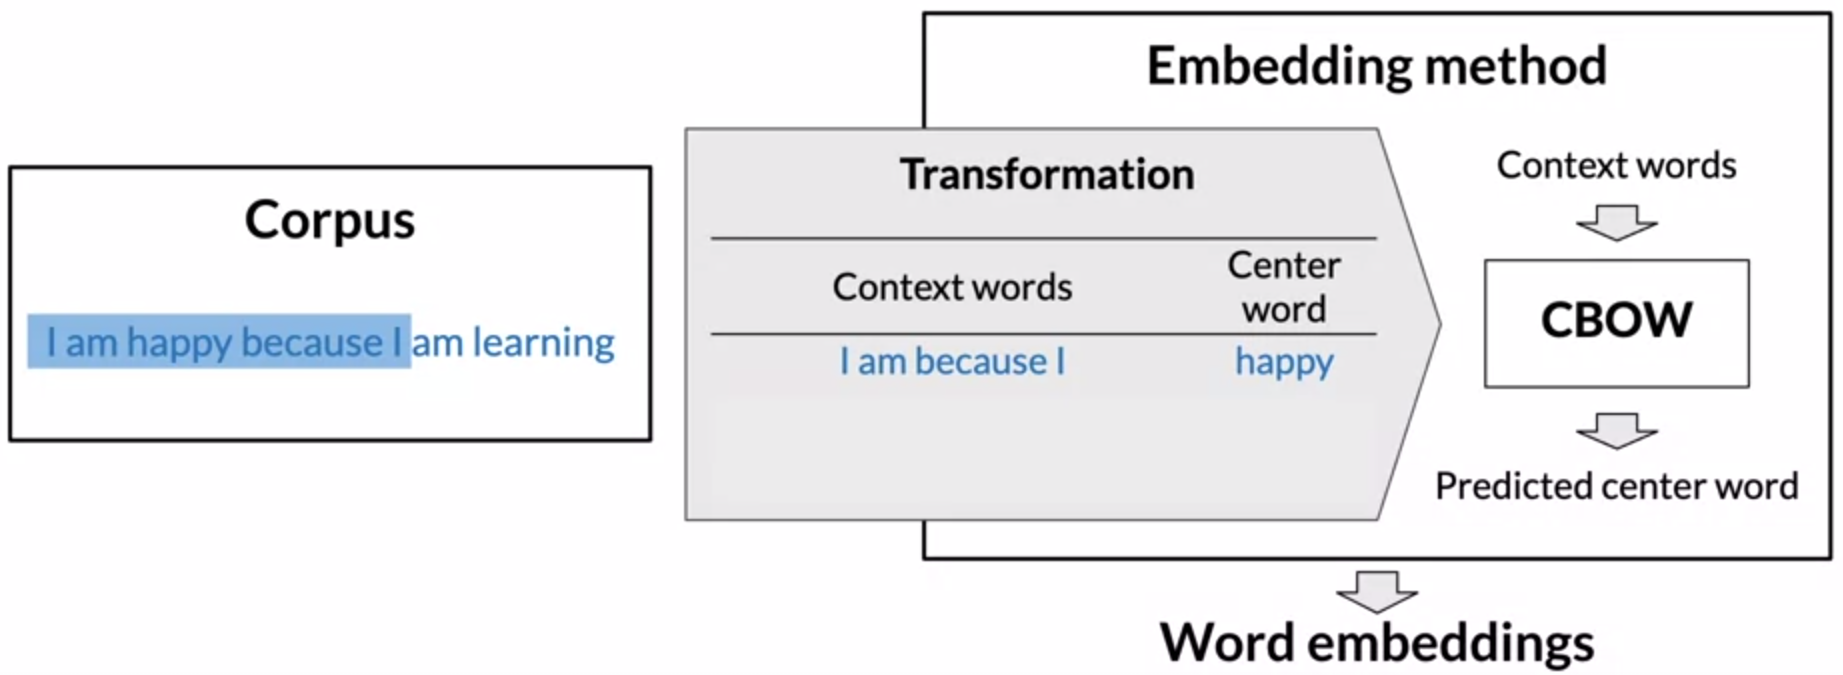 Corpus
I am happy because I am learning
Transformation
Context words
Center
word
I am because I
happy
Embedding method
Context words
CBOW
Predicted center word
Word embeddings